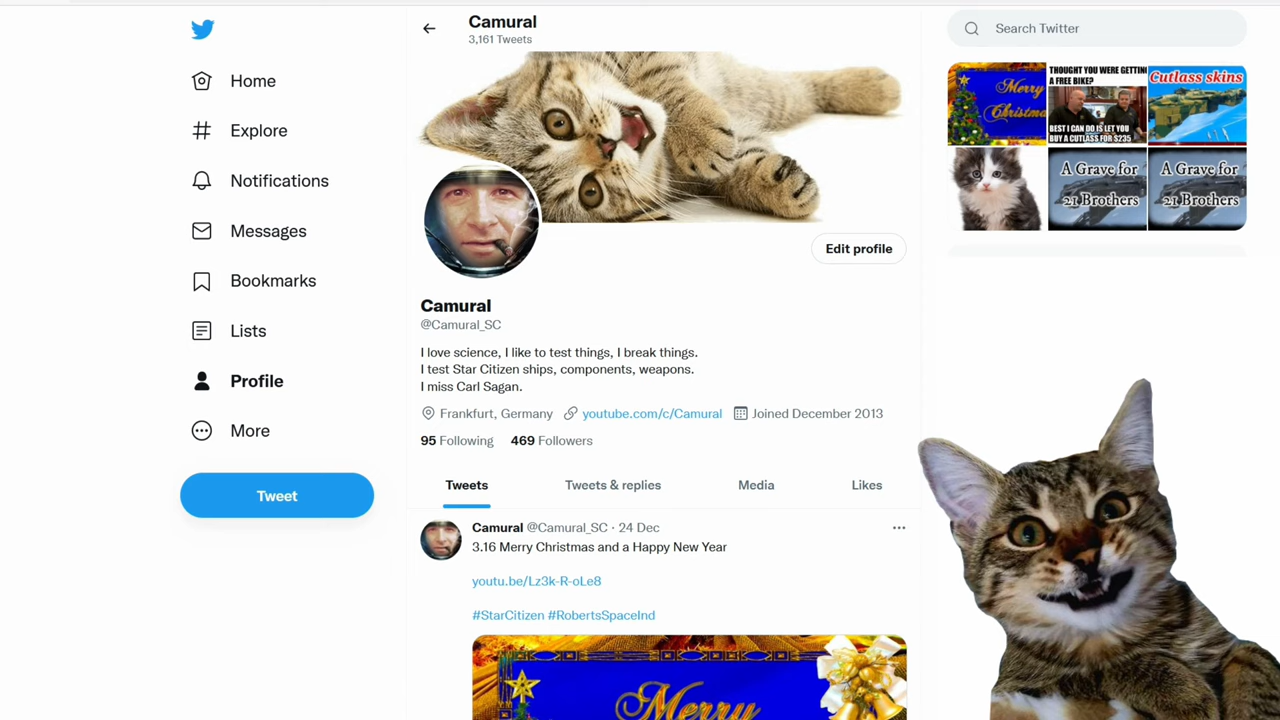 Camural
3,161 Tweets
Search Twitter
Home
Explore
Notifications
Messages
Bookmarks
Lists
Profile
More
Tweet
Edit profile
Camural
@Camural_SC
I love science, I like to test things, I break things.
I test Star Citizen ships, components, weapons.
I miss Carl Sagan.
Frankfurt, Germany youtube.com/c/Camural Joined December 2013
95 Following 469 Followers
Tweets Tweets & replies Media Likes
Camural @Camural_SC · 24 Dec
3.16 Merry Christmas and a Happy New Year
youtu.be/Lz3k-R-oLe8
#StarCitizen #RobertsSpaceInd
Merry
Merry
Christmas
THOUGHT YOU WERE GETTING
A FREE BIKE?
BEST I CAN DO IS LET YOU
BUY A CUTLASS FOR $235
Cutlass skins
A Grave for
21 Brothers
A Grave for
21 Brothers